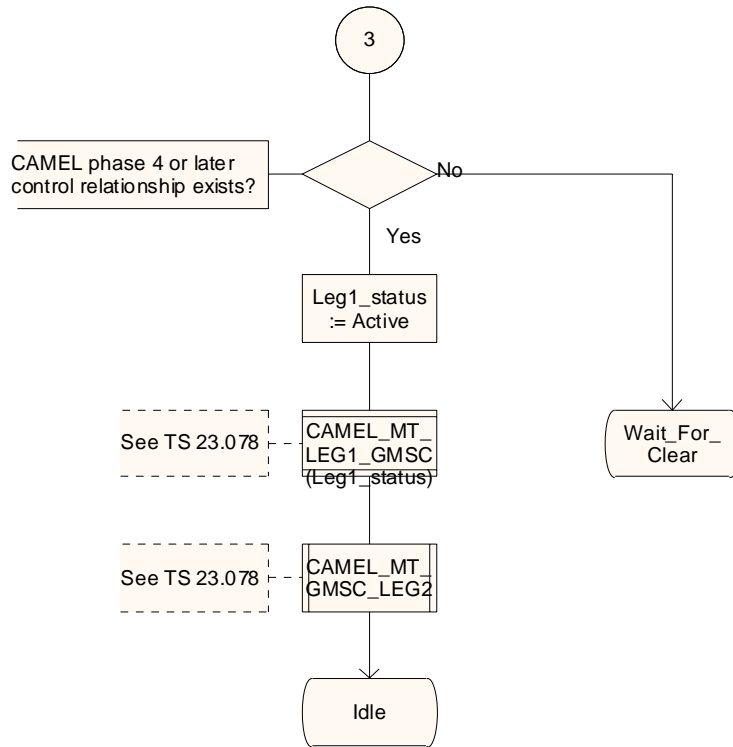 3
CAMEL phase 4 or later
control relationship exists?
No
Yes
Leg1_status
:= Active
See TS 23.078
CAMEL_MT_
LEG1_GMSC
(Leg1_status)
Wait_For_
Clear
See TS 23.078
CAMEL_MT_
GMSC_LEG2
Idle